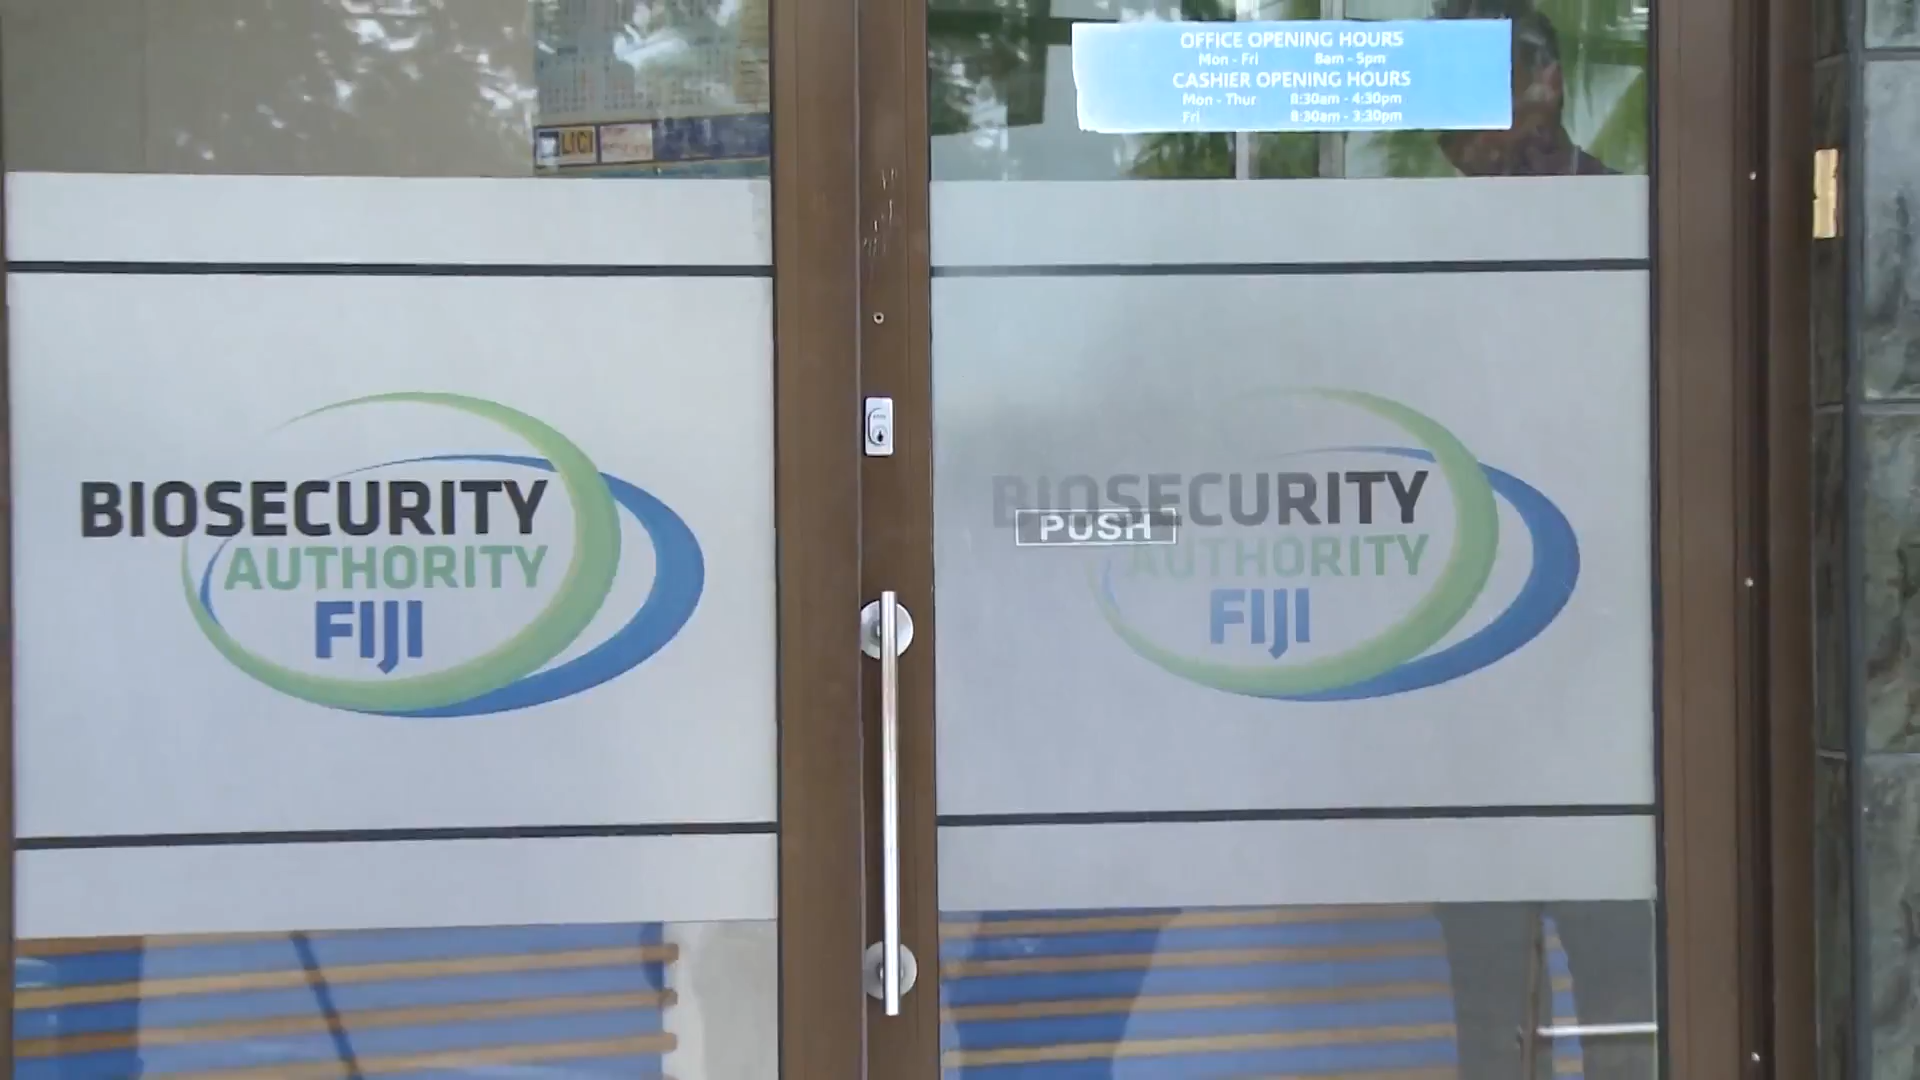 LICI
OFFICE OPENING HOURS
Mon - Fri 8am - 5pm
CASHIER OPENING HOURS
Mon - Thur 8:30am - 4:30pm
Fri 8:30am - 3:30pm
BIOSECURITY
AUTHORITY
FIJI
BIOSECURITY
PUSH
AUTHORITY
FIJI